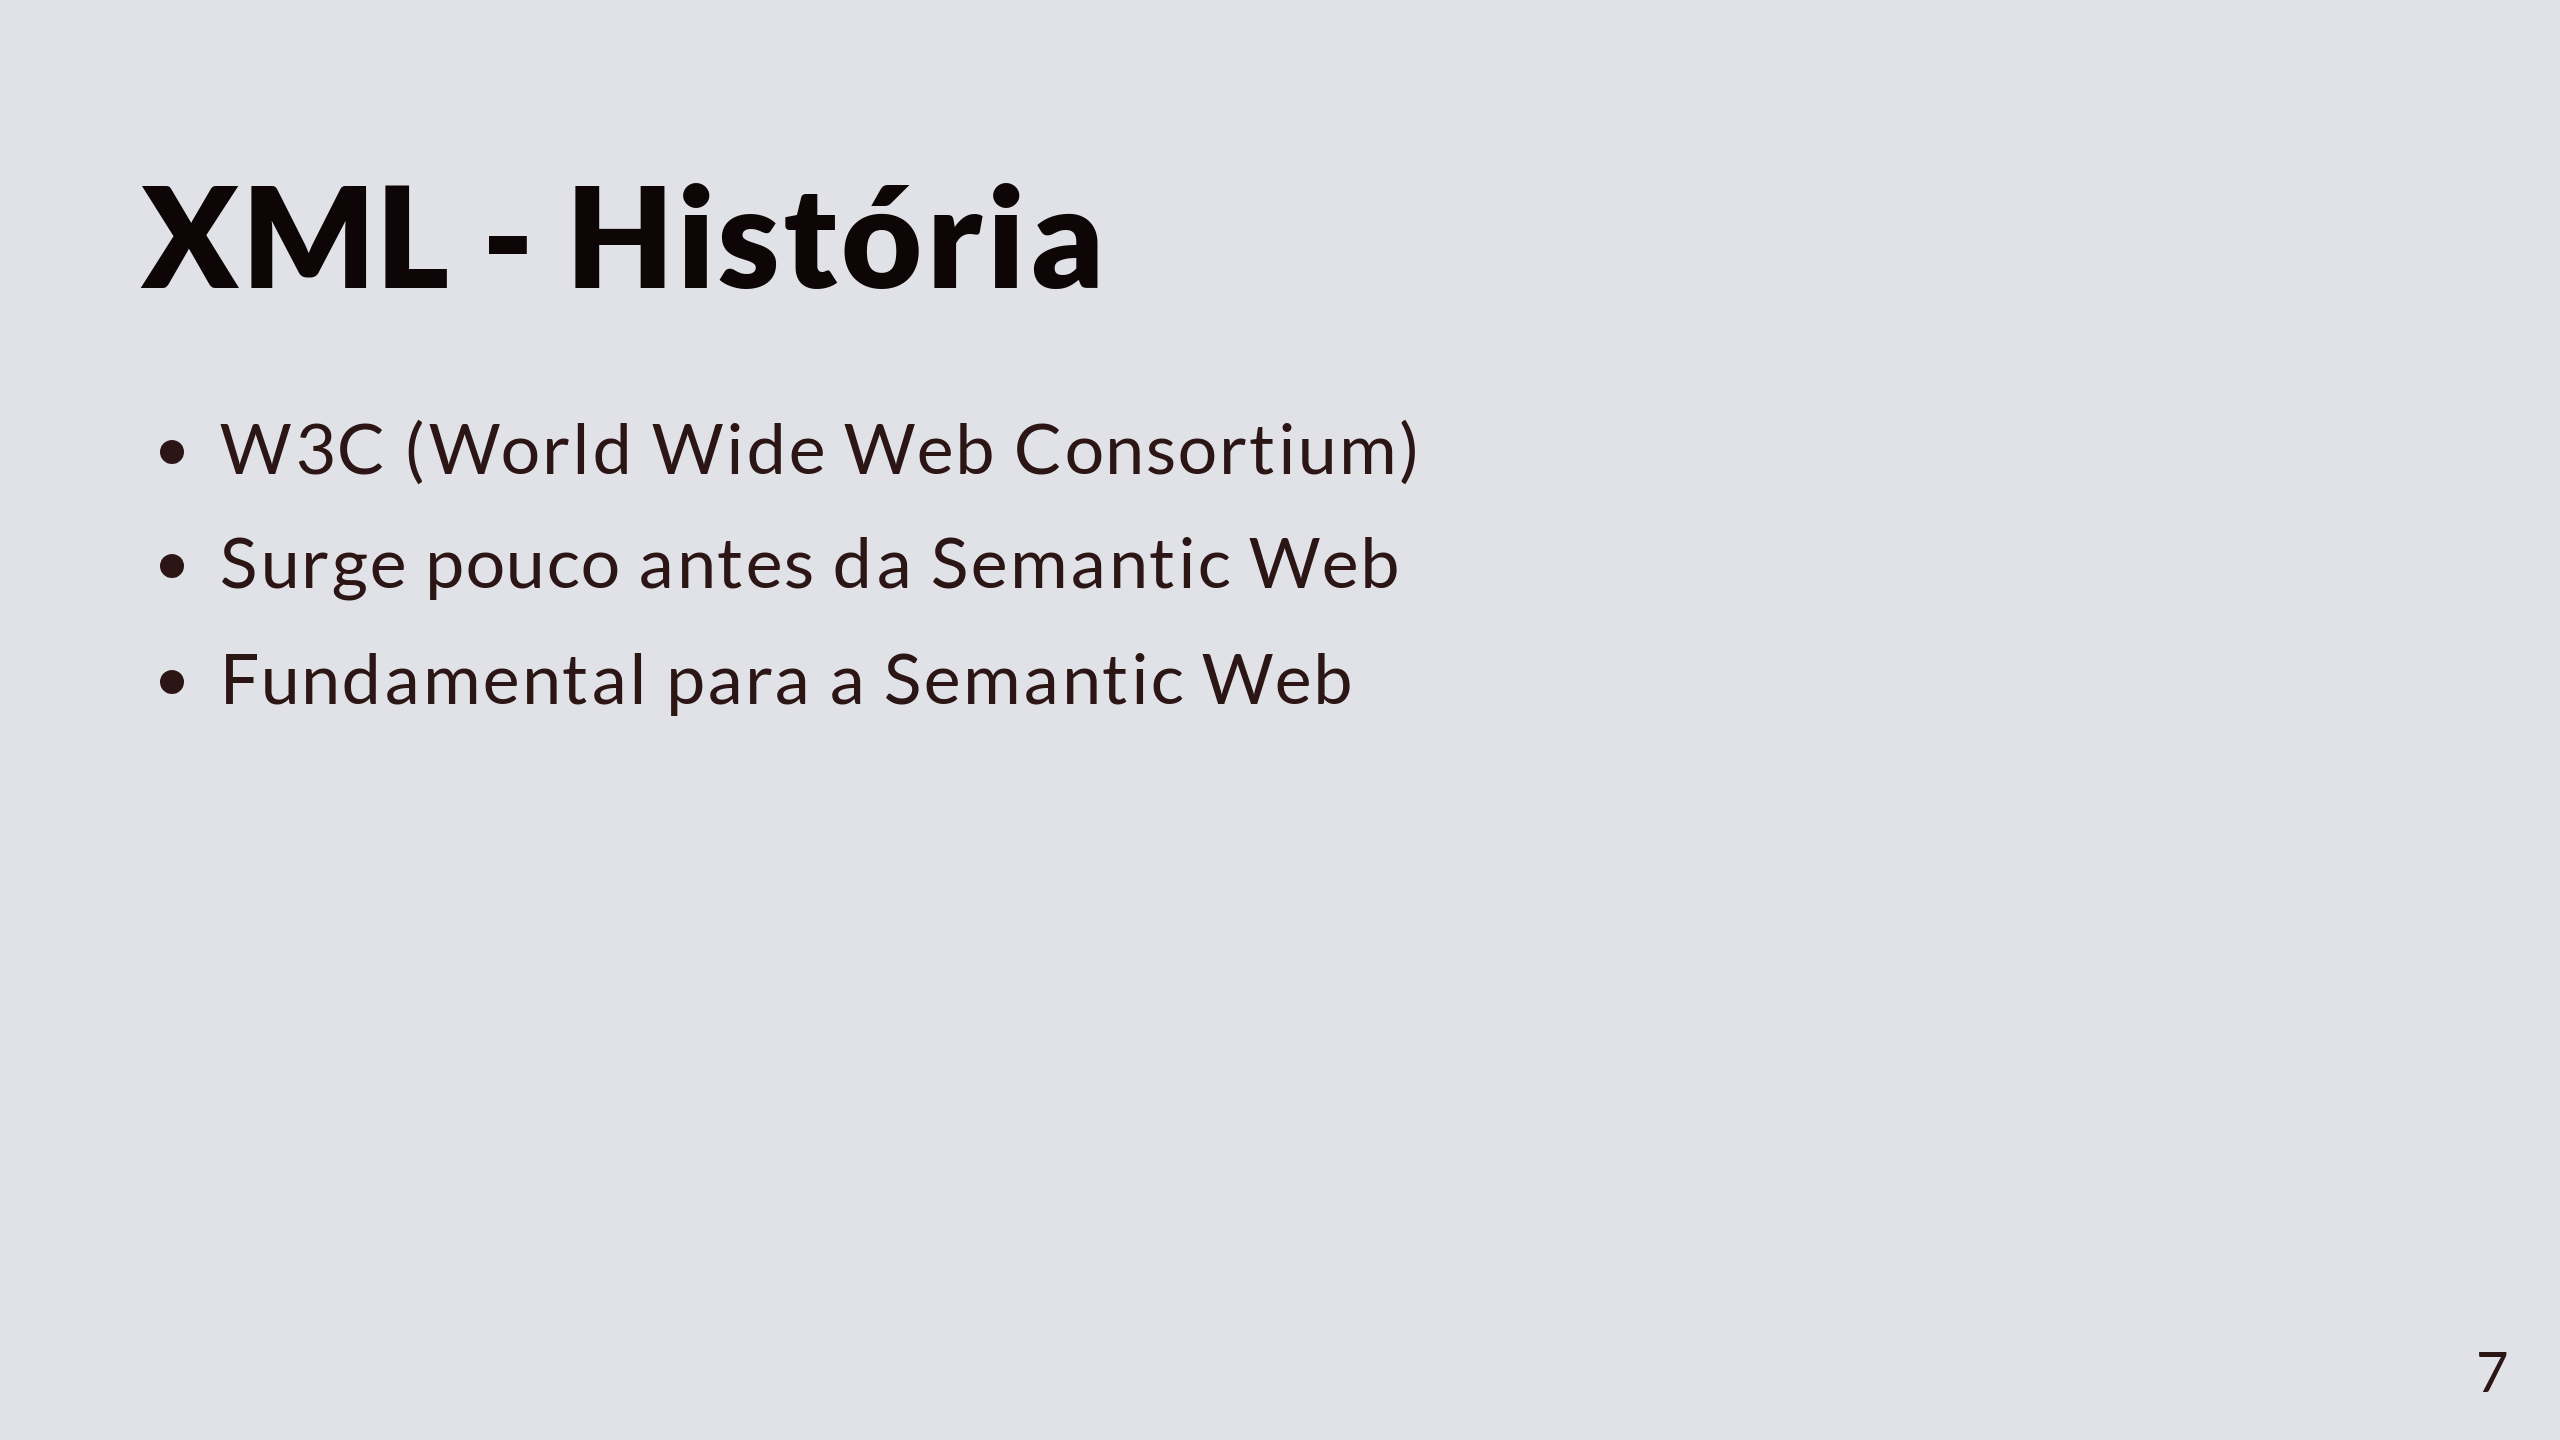 XML - História
• W3C (World Wide Web Consortium)
• Surge pouco antes da Semantic Web
• Fundamental para a Semantic Web
7